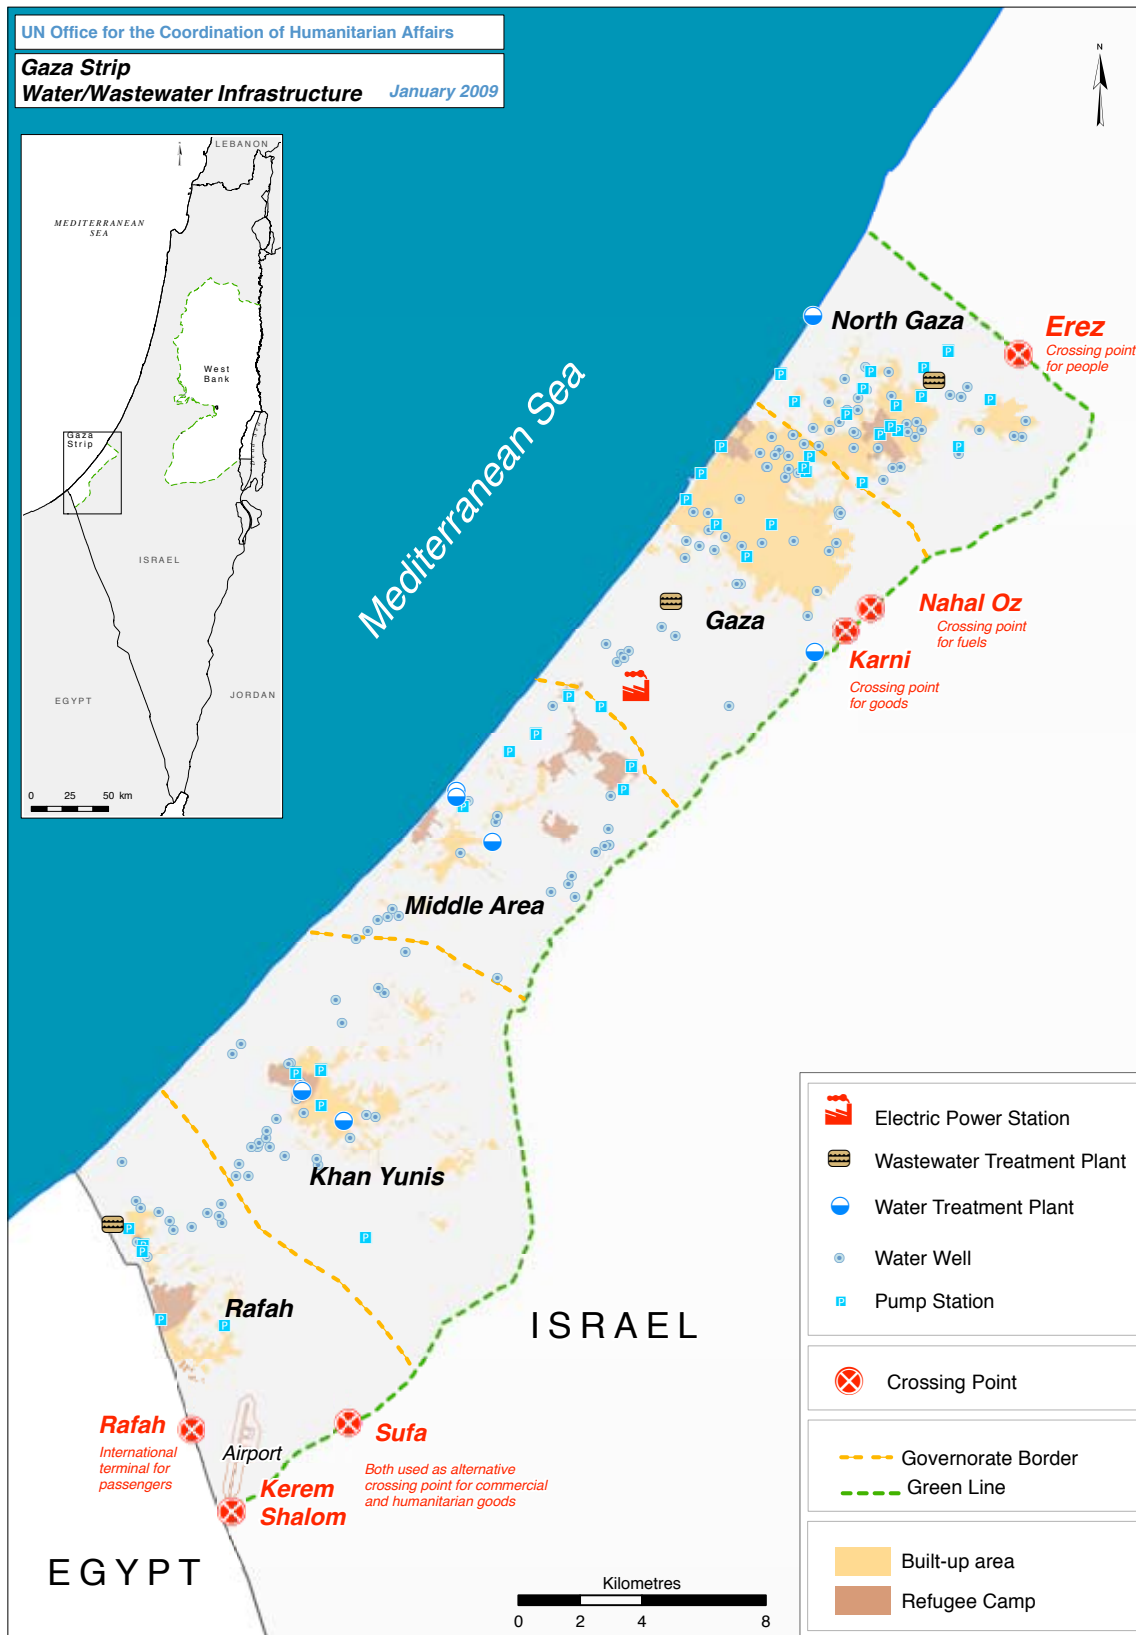 UN Office for the Coordination of Humanitarian Affairs
Gaza Strip
Water/Wastewater Infrastructure January 2009
N
LEBANON
MEDITERRANEAN
SEA
West
Bank
Gaza
Strip
ISRAEL
EGYPT
JORDAN
0 25 50 km
Mediterranean Sea
North Gaza
Erez
Crossing point
for people
Gaza
Nahal Oz
Crossing point
for fuels
Karni
Crossing point
for goods
Middle Area
Khan Yunis
Rafah
ISRAEL
Rafah
International
terminal for
passengers
Airport
Sufa
Both used as alternative
crossing point for commercial
and humanitarian goods
Kerem
Shalom
EGYPT
Kilometres
0 2 4 8
Electric Power Station
Wastewater Treatment Plant
Water Treatment Plant
Water Well
P Pump Station
Crossing Point
Governorate Border
Green Line
Built-up area
Refugee Camp